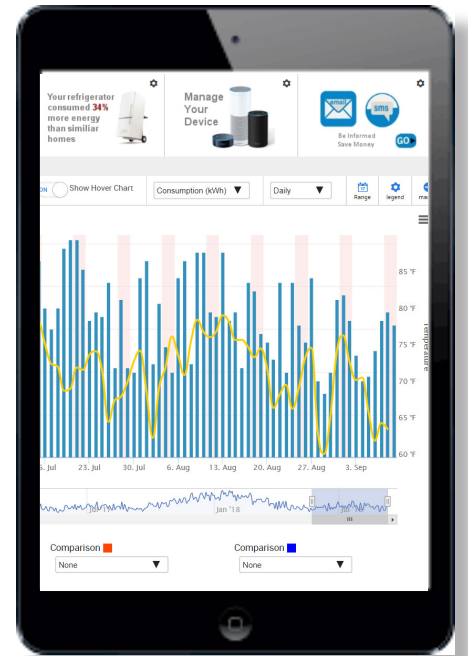 Your refrigerator
consumed 34%
more energy
than similiar
homes
Manage
Your
Device
email
sms
Be Informed
Save Money
GO
ON
Show Hover Chart
Consumption (kWh)
Daily
Range
legend
85 °F
80 °F
75 °F
70 °F
65 °F
60 °F
Temperature
. Jul
23. Jul
30. Jul
6. Aug
13. Aug
20. Aug
27. Aug
3. Sep
Jan '18
Comparison
Comparison
None
None